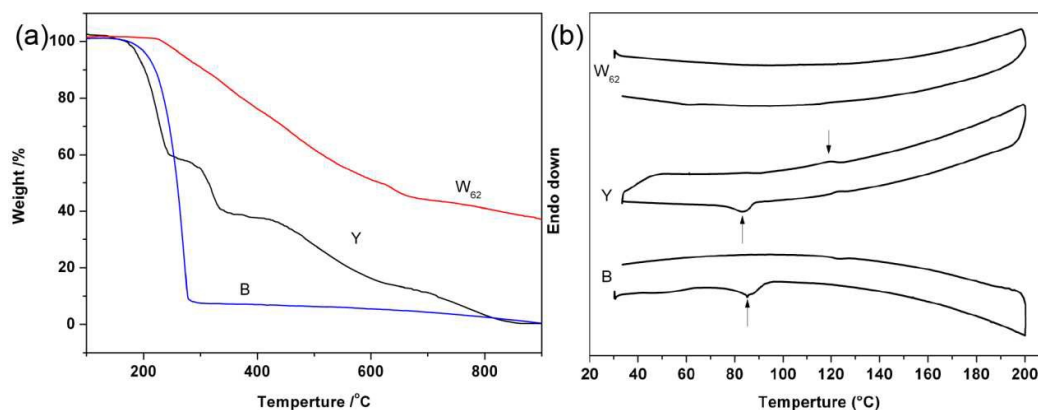 (a)
100
80
60
40
20
0
Weight /%
W62
Y
B
200 400 600 800
Temperture /°C
(b)
W62
Y
B
Endo down
20 40 60 80 100 120 140 160 180 200
Temperture (°C)